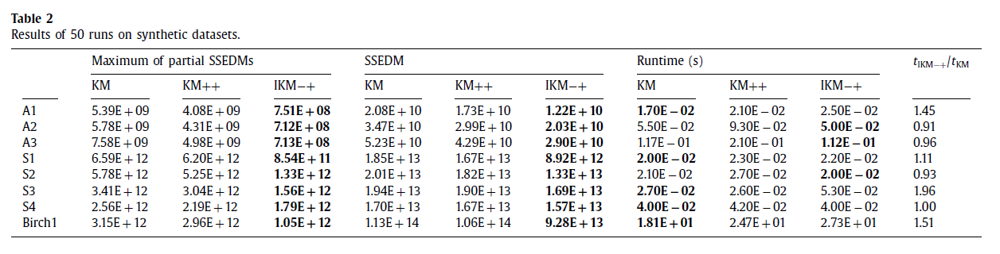 Table 2
Results of 50 runs on synthetic datasets.
Maximum of partial SSEDMs SSEDM Runtime (s) tIKM−+/tKM
KM KM++ IKM−+ KM KM++ IKM−+ KM KM++ IKM−+
A1 5.39E + 09 4.08E + 09 7.51E + 08 2.08E + 10 1.73E + 10 1.22E + 10 1.70E − 02 2.10E − 02 2.50E − 02 1.45
A2 5.78E + 09 4.31E + 09 7.12E + 08 3.47E + 10 2.99E + 10 2.03E + 10 5.50E − 02 9.30E − 02 5.00E − 02 0.91
A3 7.58E + 09 4.98E + 09 7.13E + 08 5.23E + 10 4.29E + 10 2.90E + 10 1.17E − 01 2.10E − 01 1.12E − 01 0.96
S1 6.59E + 12 6.20E + 12 8.54E + 11 1.85E + 13 1.67E + 13 8.92E + 12 2.00E − 02 2.30E − 02 2.20E − 02 1.11
S2 5.78E + 12 5.25E + 12 1.33E + 12 2.01E + 13 1.82E + 13 1.33E + 13 2.10E − 02 2.70E − 02 2.00E − 02 0.93
S3 3.41E + 12 3.04E + 12 1.56E + 12 1.94E + 13 1.90E + 13 1.69E + 13 2.70E − 02 2.60E − 02 5.30E − 02 1.96
S4 2.56E + 12 2.19E + 12 1.79E + 12 1.70E + 13 1.67E + 13 1.57E + 13 4.00E − 02 4.20E − 02 4.00E − 02 1.00
Birch1 3.15E + 12 2.96E + 12 1.05E + 12 1.13E + 14 1.06E + 14 9.28E + 13 1.81E + 01 2.47E + 01 2.73E + 01 1.51